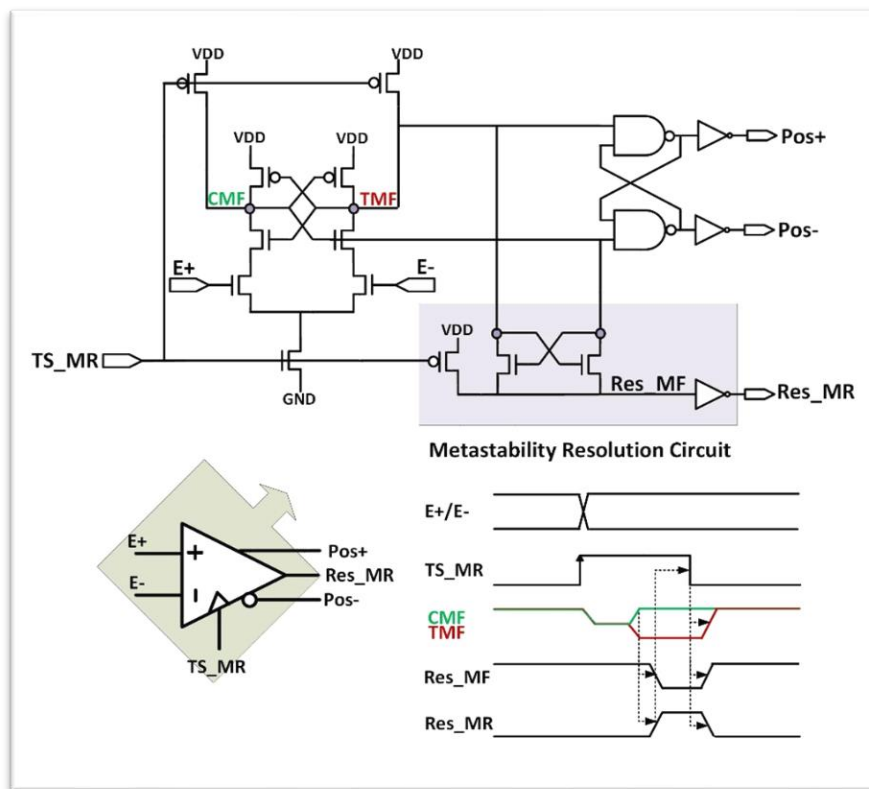 VDD
VDD
VDD
VDD
CMF
TMF
E+
E-
Pos+
Pos-
TS_MR
VDD
GND
Res_MF
Res_MR
Metastability Resolution Circuit
E+
E-
+
-
Pos+
Res_MR
Pos-
TS_MR
E+/E-
TS_MR
CMF
TMF
Res_MF
Res_MR